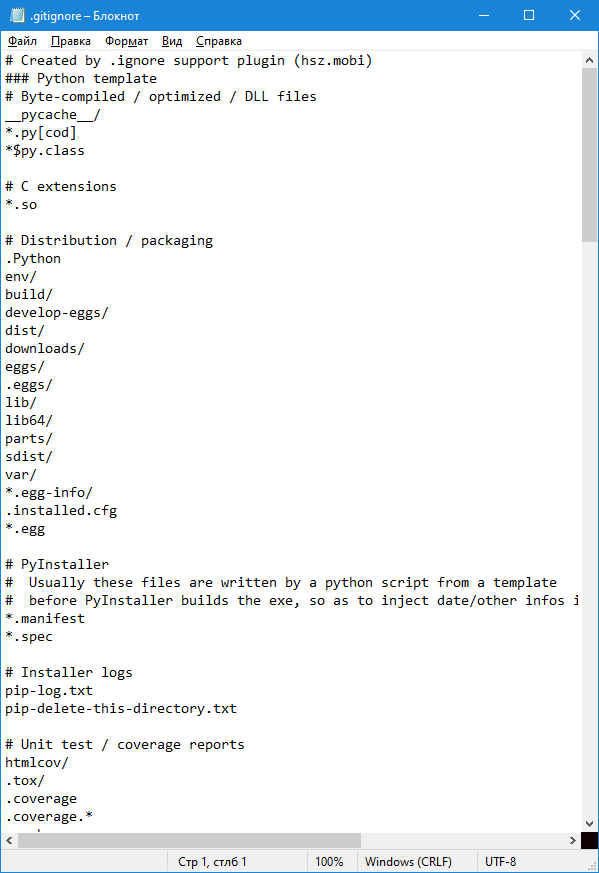 .gitignore – Блокнот
Файл Правка Формат Вид Справка
# Created by .ignore support plugin (hsz.mobi)
### Python template
# Byte-compiled / optimized / DLL files
__pycache__/
*.py[cod]
*$py.class
# C extensions
*.so
# Distribution / packaging
.Python
env/
build/
develop-eggs/
dist/
downloads/
eggs/
.eggs/
lib/
lib64/
parts/
sdist/
var/
*.egg-info/
.installed.cfg
*.egg
# PyInstaller
#  Usually these files are written by a python script from a template
#  before PyInstaller builds the exe, so as to inject date/other infos i
*.manifest
*.spec
# Installer logs
pip-log.txt
pip-delete-this-directory.txt
# Unit test / coverage reports
htmlcov/
.tox/
.coverage
.coverage.*
Стр 1, стлб 1 100% Windows (CRLF) UTF-8